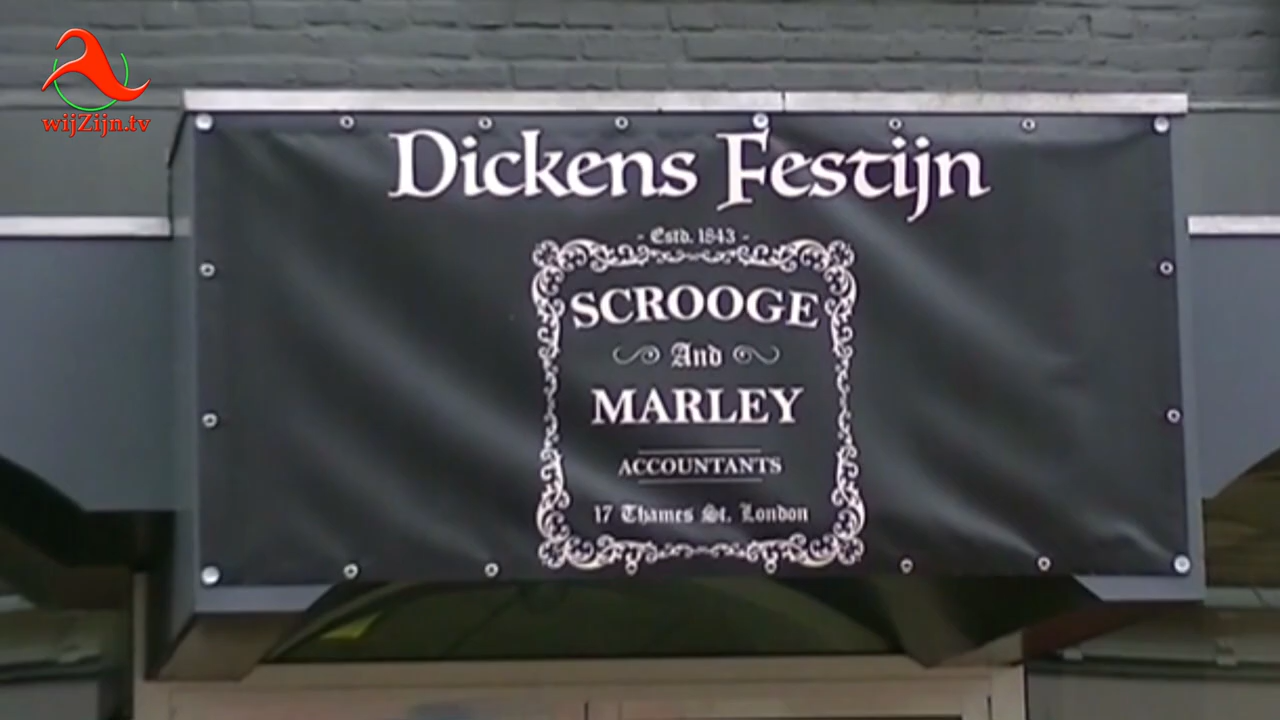 wijZijn.tv
Dickens Festijn
- Estd. 1843 -
SCROOGE
And
MARLEY
ACCOUNTANTS
17 Thames St. London